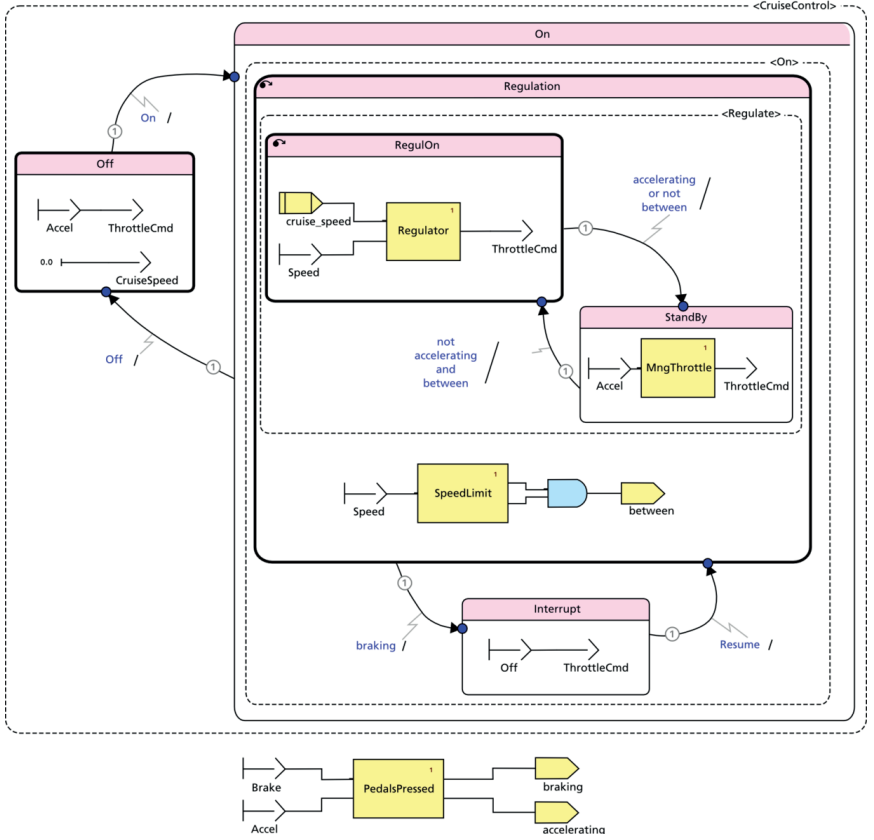 <CruiseControl>
On
<On>
Regulation
<Regulate>
On /
1
Off
Accel
ThrottleCmd
0.0
CruiseSpeed
RegulOn
cruise_speed
Speed
1
Regulator
ThrottleCmd
accelerating
or not
between
/
1
StandBy
1
MngThrottle
Accel
ThrottleCmd
not
accelerating
and
between
/
1
Off /
1
1
SpeedLimit
Speed
between
1
braking /
Interrupt
Off
ThrottleCmd
1
Resume /
Brake
Accel
1
PedalsPressed
braking
accelerating